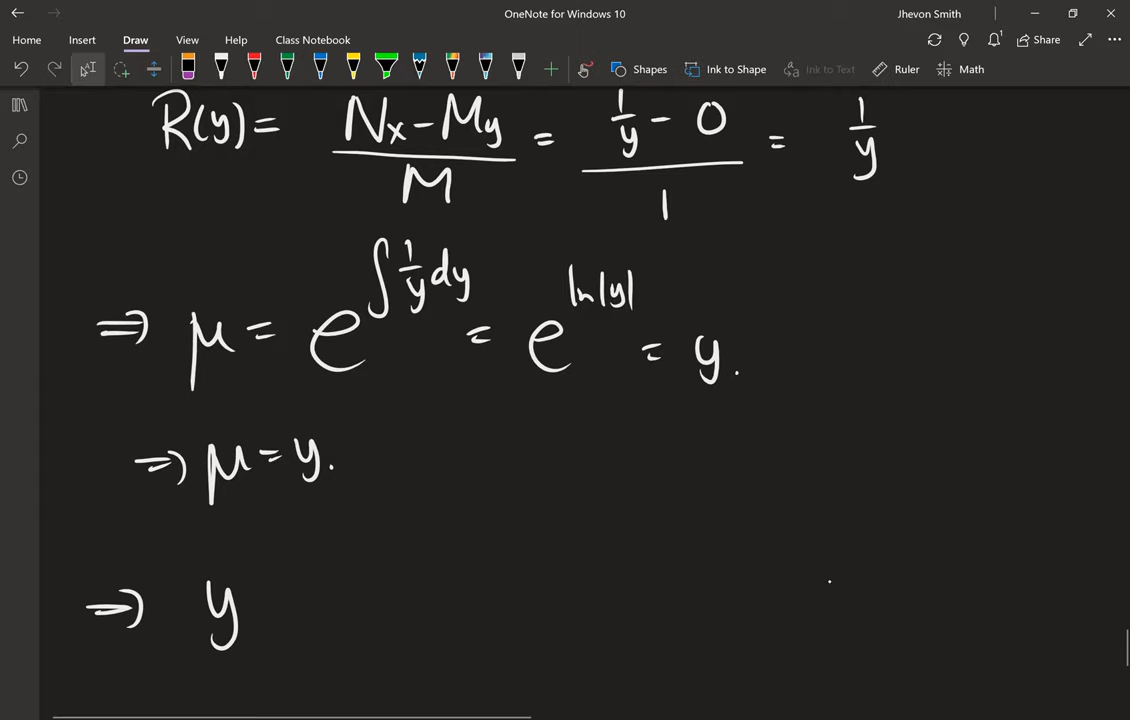 OneNote for Windows 10
Jhevon Smith
Home Insert Draw View Help Class Notebook
Share
Shapes Ink to Shape Ink to Text Ruler Math
R(y) = (Nx - My)/M = (1/y - 0)/1 = 1/y
⇒ μ = e^{∫ 1/y dy} = e^{ln|y|} = y.
⇒ μ = y.
⇒ y